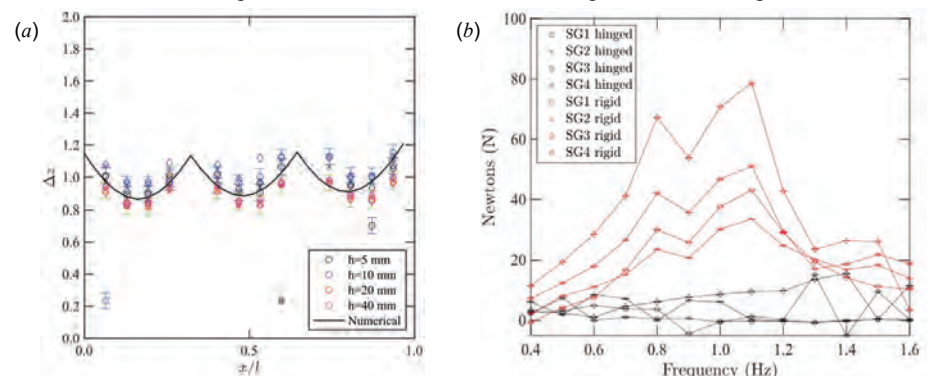 (a)
2.0
1.8
1.6
1.4
1.2
1.0
0.8
0.6
0.4
0.2
0.0
Δx
h=5 mm
h=10 mm
h=20 mm
h=40 mm
Numerical
0.0 0.5 1.0
x/l
(b)
100
80
60
40
20
0
Newtons (N)
SG1 hinged
SG2 hinged
SG3 hinged
SG4 hinged
SG1 rigid
SG2 rigid
SG3 rigid
SG4 rigid
0.4 0.6 0.8 1.0 1.2 1.4 1.6
Frequency (Hz)